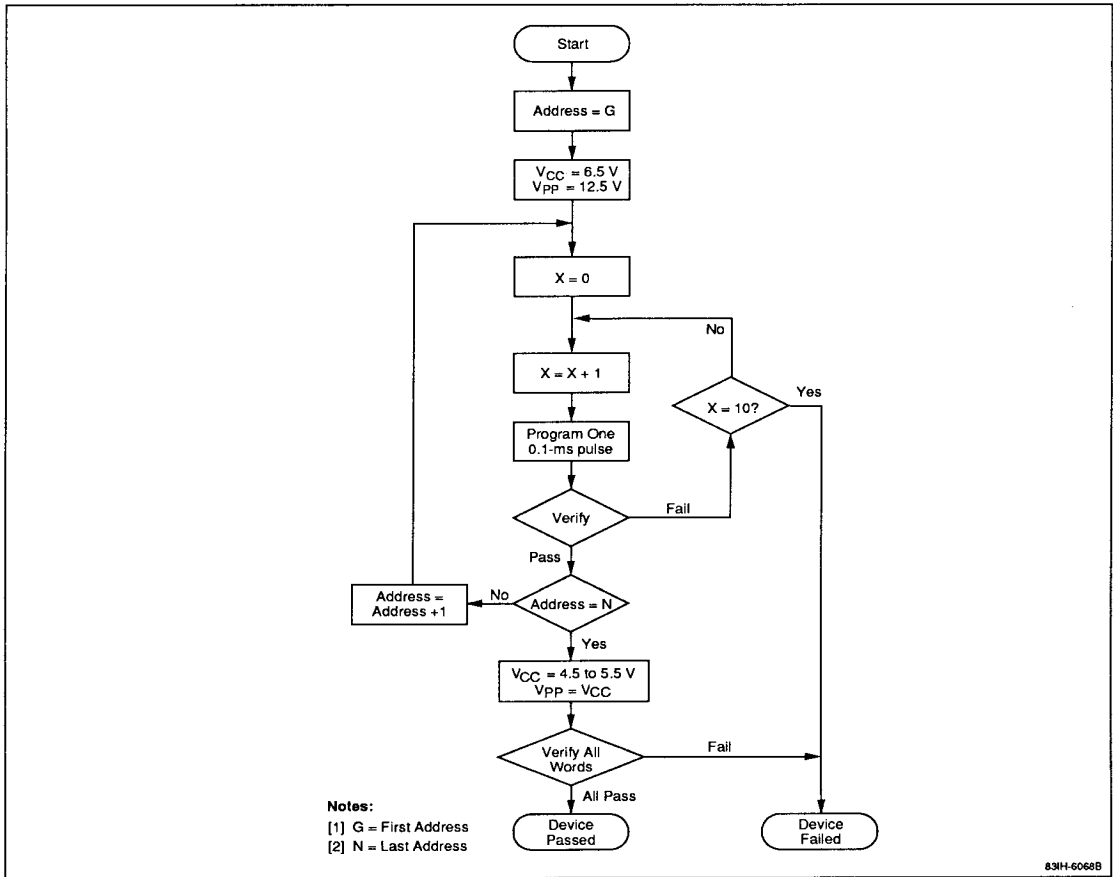 Start
Address = G
VCC = 6.5 V
VPP = 12.5 V
X = 0
No
X = X + 1
X = 10?
Yes
Program One
0.1-ms pulse
Verify
Fail
Pass
Address =
Address +1
No
Address = N
Yes
VCC = 4.5 to 5.5 V
VPP = VCC
Verify All
Words
Fail
All Pass
Device
Passed
Device
Failed
Notes:
[1] G = First Address
[2] N = Last Address
83IH-6068B